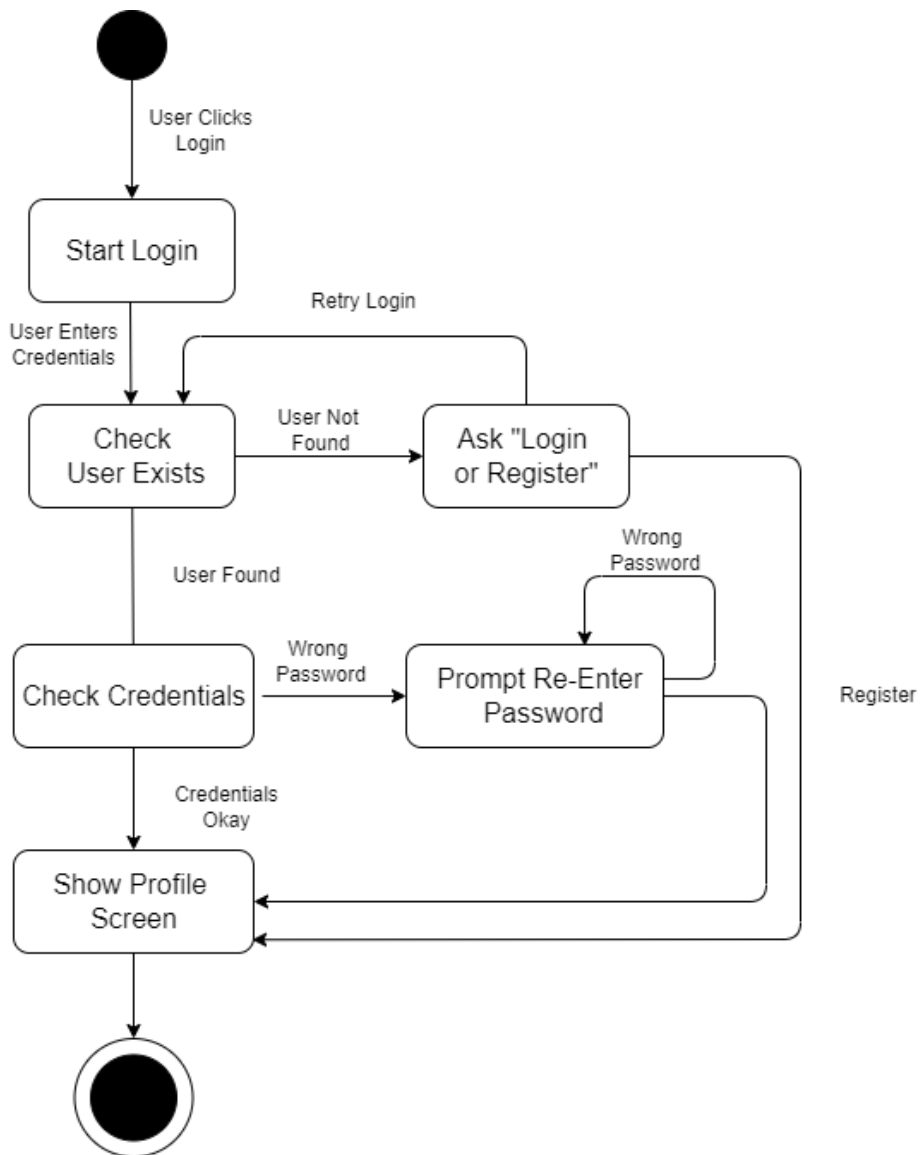 User Clicks
Login
Start Login
Retry Login
User Enters
Credentials
Check
User Exists
User Not
Found
Ask "Login
or Register"
User Found
Wrong
Password
Check Credentials
Wrong
Password
Prompt Re-Enter
Password
Register
Credentials
Okay
Show Profile
Screen